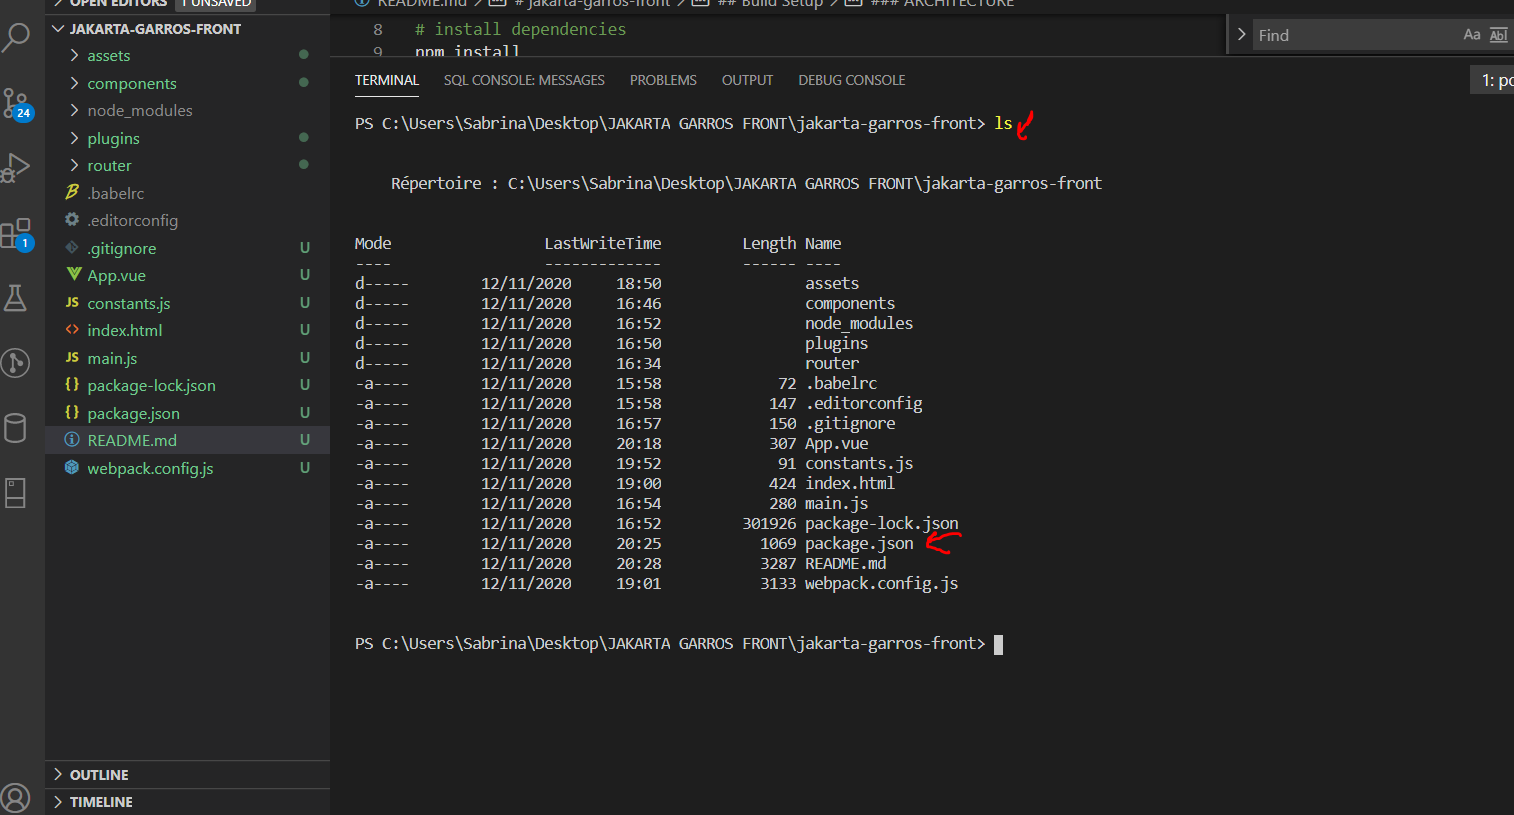 OPEN EDITORS 1 UNSAVED
JAKARTA-GARROS-FRONT
assets
components
node_modules
plugins
router
.babelrc
.editorconfig
.gitignore U
App.vue U
JS constants.js U
index.html U
JS main.js U
{} package-lock.json U
{} package.json U
README.md U
webpack.config.js U
OUTLINE
TIMELINE
24
1
README.md > # jakarta-garros-front > ## Build Setup > ### ARCHITECTURE
8 # install dependencies
9 npm install
> Find Aa Abl
TERMINAL SQL CONSOLE: MESSAGES PROBLEMS OUTPUT DEBUG CONSOLE 1: po
PS C:\Users\Sabrina\Desktop\JAKARTA GARROS FRONT\jakarta-garros-front> ls
Répertoire : C:\Users\Sabrina\Desktop\JAKARTA GARROS FRONT\jakarta-garros-front
Mode LastWriteTime Length Name
---- ------------- ------ ----
d----- 12/11/2020 18:50 assets
d----- 12/11/2020 16:46 components
d----- 12/11/2020 16:52 node_modules
d----- 12/11/2020 16:50 plugins
d----- 12/11/2020 16:34 router
-a---- 12/11/2020 15:58 72 .babelrc
-a---- 12/11/2020 15:58 147 .editorconfig
-a---- 12/11/2020 16:57 150 .gitignore
-a---- 12/11/2020 20:18 307 App.vue
-a---- 12/11/2020 19:52 91 constants.js
-a---- 12/11/2020 19:00 424 index.html
-a---- 12/11/2020 16:54 280 main.js
-a---- 12/11/2020 16:52 301926 package-lock.json
-a---- 12/11/2020 20:25 1069 package.json
-a---- 12/11/2020 20:28 3287 README.md
-a---- 12/11/2020 19:01 3133 webpack.config.js
PS C:\Users\Sabrina\Desktop\JAKARTA GARROS FRONT\jakarta-garros-front>